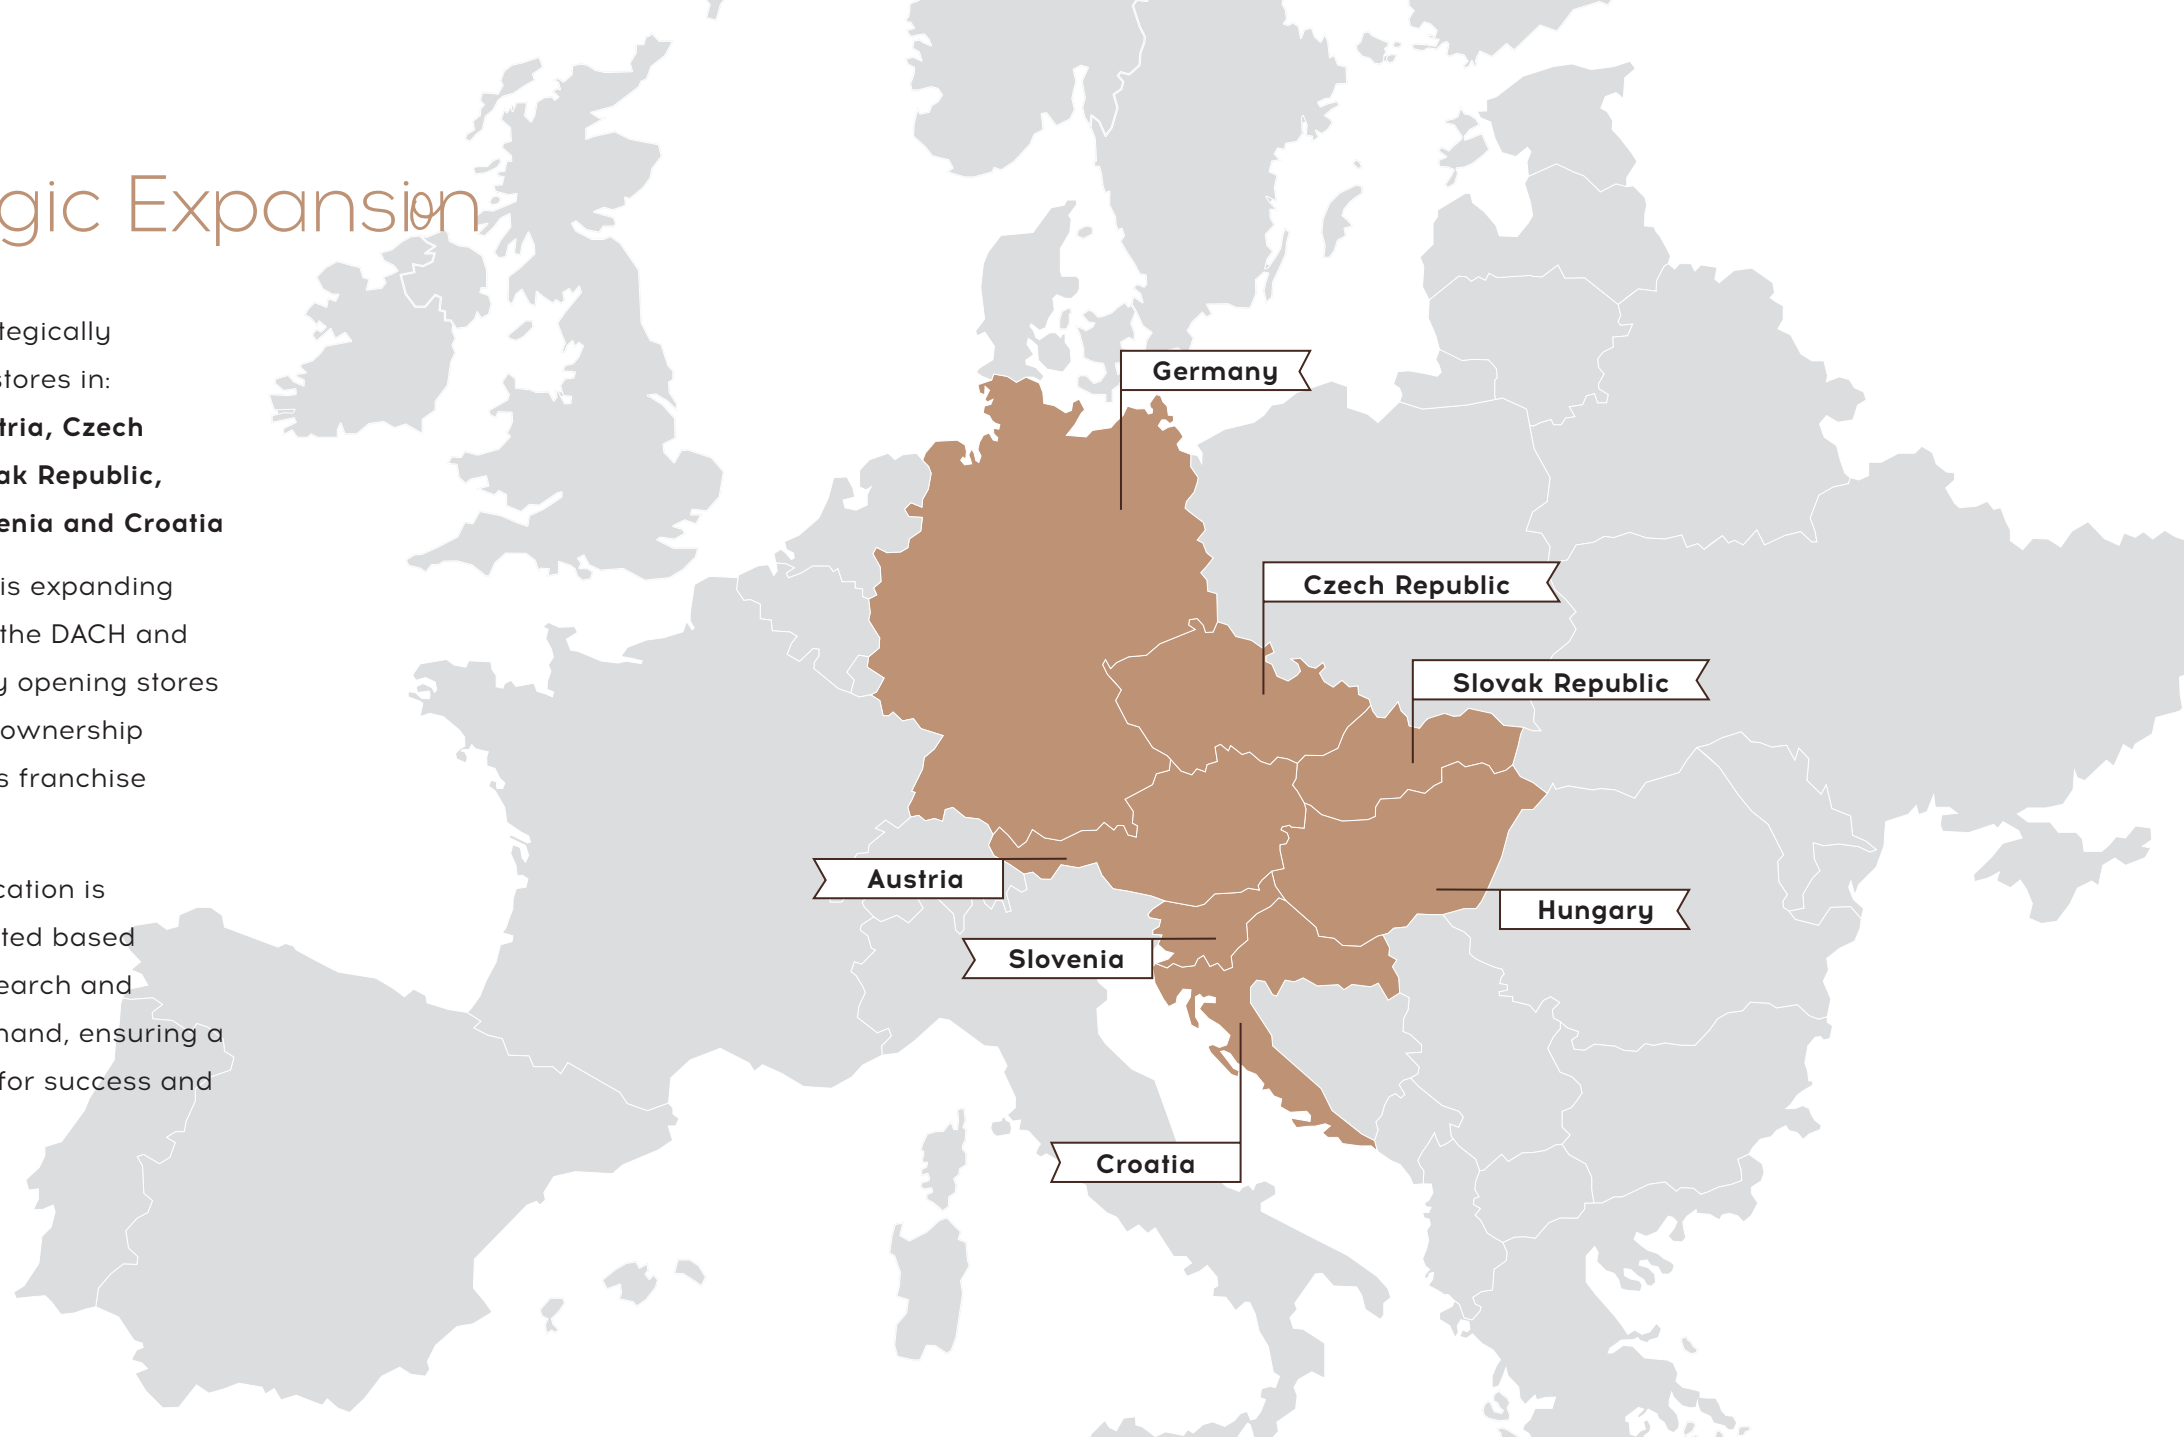 gic Expansion
tegically
stores in:
tria, Czech
ak Republic,
enia and Croatia
is expanding
the DACH and
y opening stores
ownership
s franchise
cation is
ted based
earch and
hand, ensuring a
for success and
Germany
Czech Republic
Slovak Republic
Austria
Hungary
Slovenia
Croatia